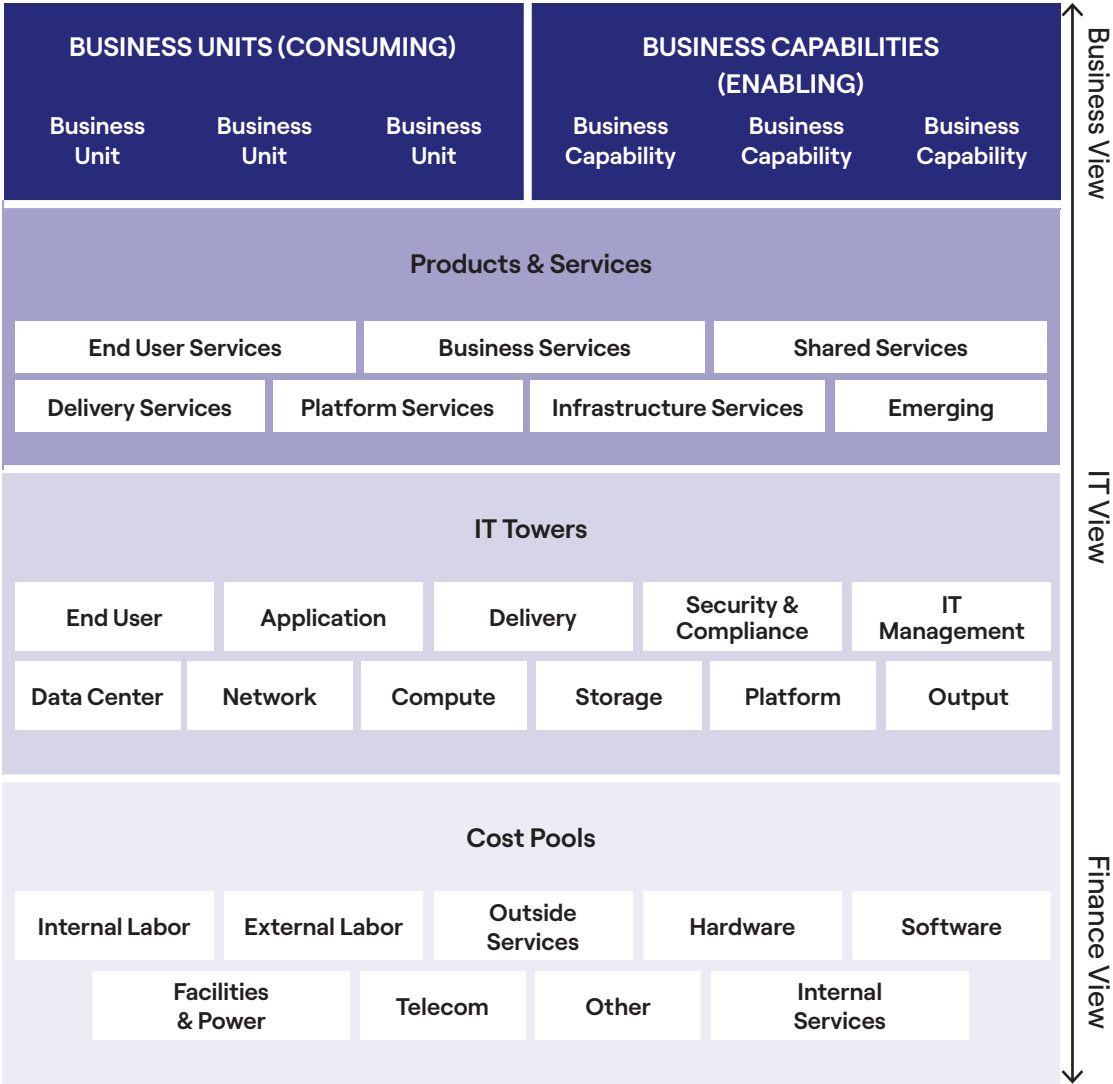 BUSINESS UNITS (CONSUMING)
Business
Unit
Business
Unit
Business
Unit
BUSINESS CAPABILITIES
(ENABLING)
Business
Capability
Business
Capability
Business
Capability
Business View
Products & Services
End User Services
Business Services
Shared Services
Delivery Services
Platform Services
Infrastructure Services
Emerging
IT View
IT Towers
End User
Application
Delivery
Security &
Compliance
IT
Management
Data Center
Network
Compute
Storage
Platform
Output
Cost Pools
Internal Labor
External Labor
Outside
Services
Hardware
Software
Facilities
& Power
Telecom
Other
Internal
Services
Finance View